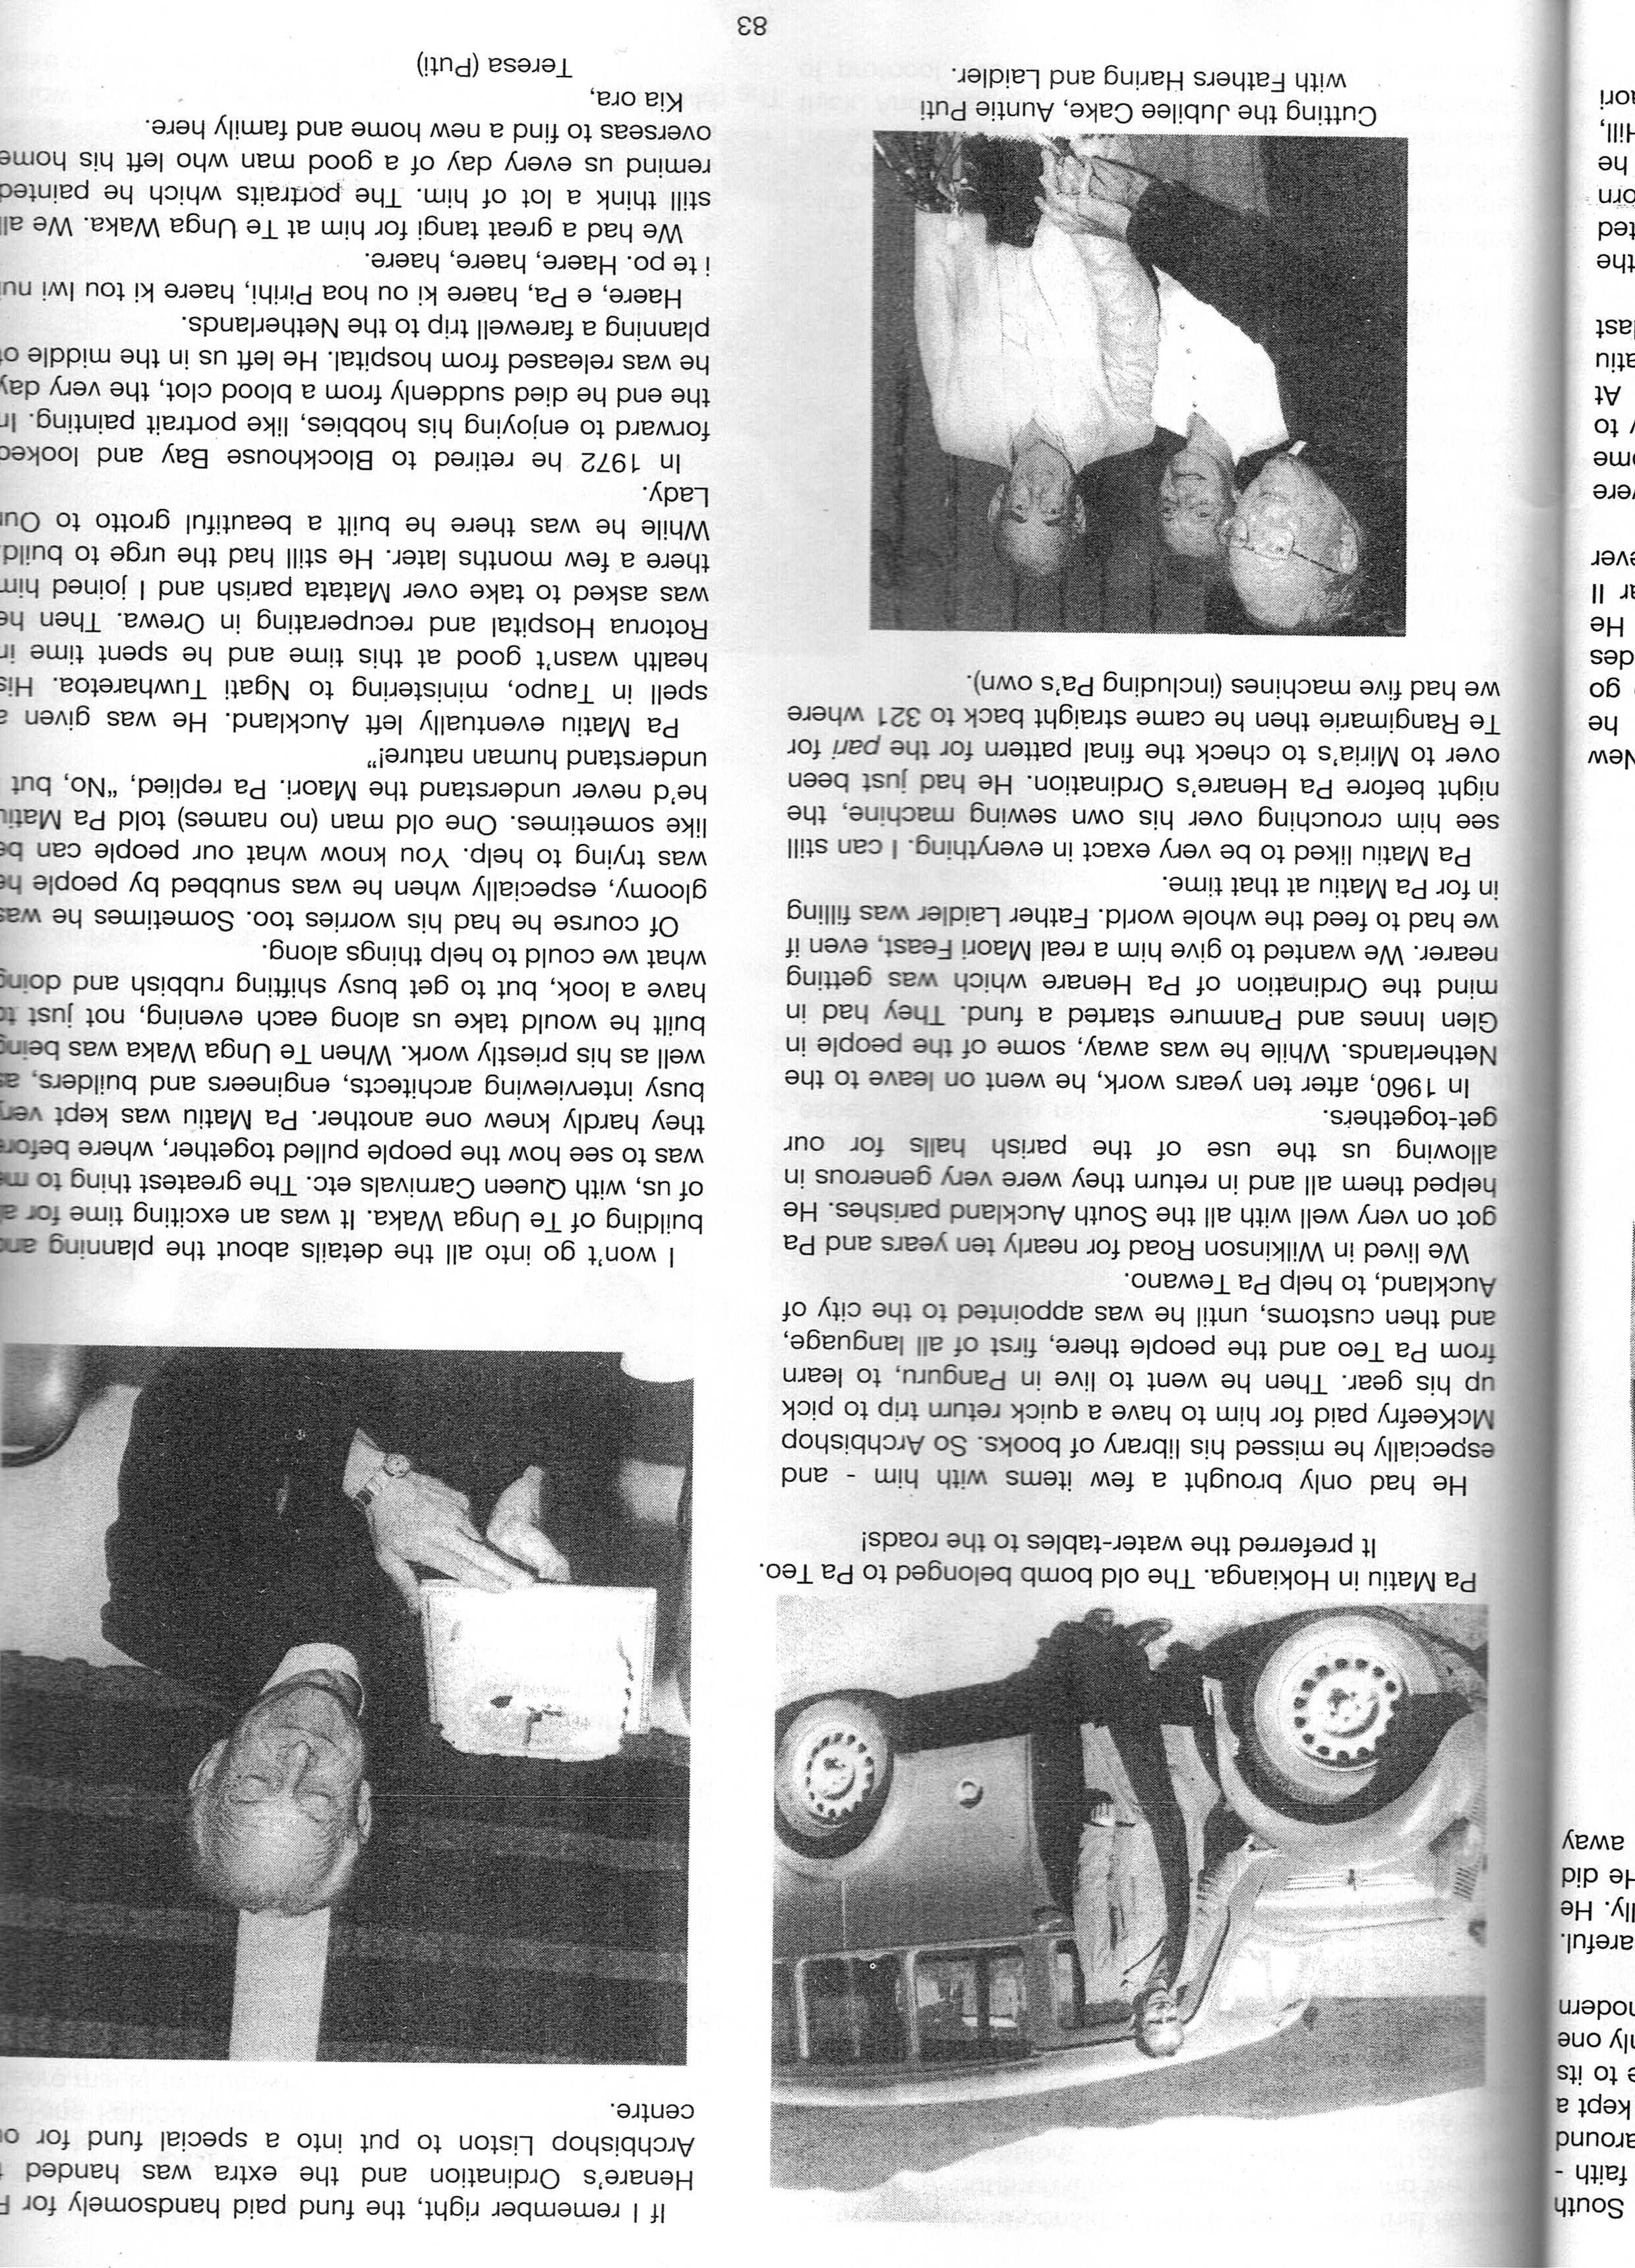 South
faith -
around
kept a
to its
only one
modern
careful.
He
He did
away
New
he
go
He
II
ever
to
At
last
the
he
Hill,
Pa Matiu in Hokianga. The old bomb belonged to Pa Teo.
It preferred the water-tables to the roads!
He had only brought a few items with him - and
especially he missed his library of books. So Archbishop
McKeefry paid for him to have a quick return trip to pick
up his gear. Then he went to live in Panguru, to learn
from Pa Teo and the people there, first of all language,
and then customs, until he was appointed to the city of
Auckland, to help Pa Tewano.
We lived in Wilkinson Road for nearly ten years and Pa
got on very well with all the South Auckland parishes. He
helped them all and in return they were very generous in
allowing us the use of the parish halls for our
get-togethers.
In 1960, after ten years work, he went on leave to the
Netherlands. While he was away, some of the people in
Glen Innes and Panmure started a fund. They had in
mind the Ordination of Pa Henare which was getting
nearer. We wanted to give him a real Maori Feast, even if
we had to feed the whole world. Father Laidler was filling
in for Pa Matiu at that time.
Pa Matiu liked to be very exact in everything. I can still
see him crouching over his own sewing machine, the
night before Pa Henare's Ordination. He had just been
over to Miria's to check the final pattern for the pari for
Te Rangimarie then he came straight back to 321 where
we had five machines (including Pa's own).
Cutting the Jubilee Cake, Auntie Puti
with Fathers Haring and Laidler.
If I remember right, the fund paid handsomely for
Henare's Ordination and the extra was handed
Archbishop Liston to put into a special fund for
centre.
I won't go into all the details about the planning and
building of Te Unga Waka. It was an exciting time for
of us, with Queen Carnivals etc. The greatest thing to me
was to see how the people pulled together, where before
they hardly knew one another. Pa Matiu was kept very
busy interviewing architects, engineers and builders, as
well as his priestly work. When Te Unga Waka was being
built he would take us along each evening, not just to
have a look, but to get busy shifting rubbish and doing
what we could to help things along.
Of course he had his worries too. Sometimes he was
gloomy, especially when he was snubbed by people he
was trying to help. You know what our people can be
like sometimes. One old man (no names) told Pa Matiu
he'd never understand the Maori. Pa replied, “No, but
understand human nature!”
Pa Matiu eventually left Auckland. He was given a
spell in Taupo, ministering to Ngati Tuwharetoa. His
health wasn't good at this time and he spent time in
Rotorua Hospital and recuperating in Orewa. Then he
was asked to take over Matata parish and I joined him
there a few months later. He still had the urge to build.
While he was there he built a beautiful grotto to Our
Lady.
In 1972 he retired to Blockhouse Bay and looked
forward to enjoying his hobbies, like portrait painting. In
the end he died suddenly from a blood clot, the very day
he was released from hospital. He left us in the middle of
planning a farewell trip to the Netherlands.
Haere, e Pa, haere ki ou hoa Pirihi, haere ki tou Iwi nui
i te po. Haere, haere, haere.
We had a great tangi for him at Te Unga Waka. We all
still think a lot of him. The portraits which he painted
remind us every day of a good man who left his home
overseas to find a new home and family here.
Kia ora,
Teresa (Puti)
83